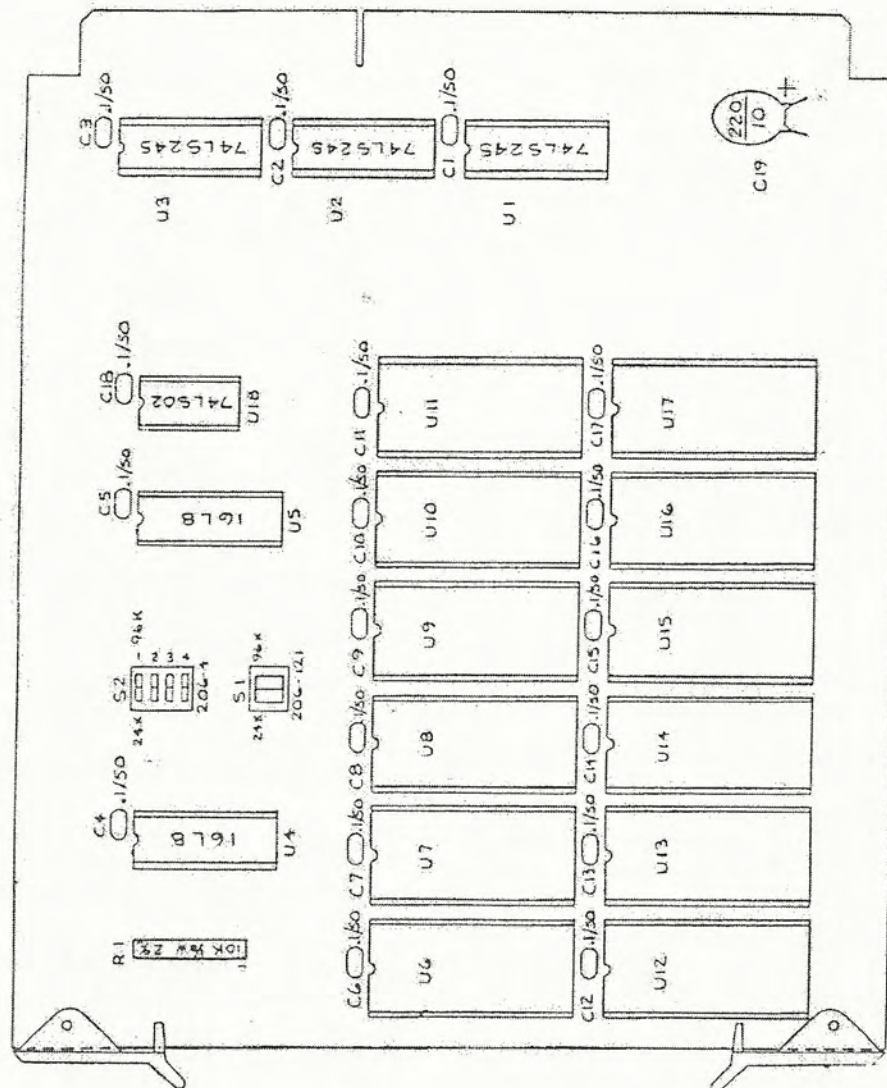 C3 .1/50
74LS245
U3
C2 .1/50
74LS245
U2
C1 .1/50
74LS245
U1
220
10
+
C19
C18 .1/50
74LS02
U18
C5 .1/50
16L8
U5
S2
24K
96K
1
2
3
4
206-4
S1
24K
96K
206-121
C4 .1/50
16L8
U4
R1
10K ⅛W 2%
C11 .1/50
U11
C17 .1/50
U17
C10 .1/50
U10
C16 .1/50
U16
C9 .1/50
U9
C15 .1/50
U15
C8 .1/50
U8
C14 .1/50
U14
C7 .1/50
U7
C13 .1/50
U13
C6 .1/50
U6
C12 .1/50
U12